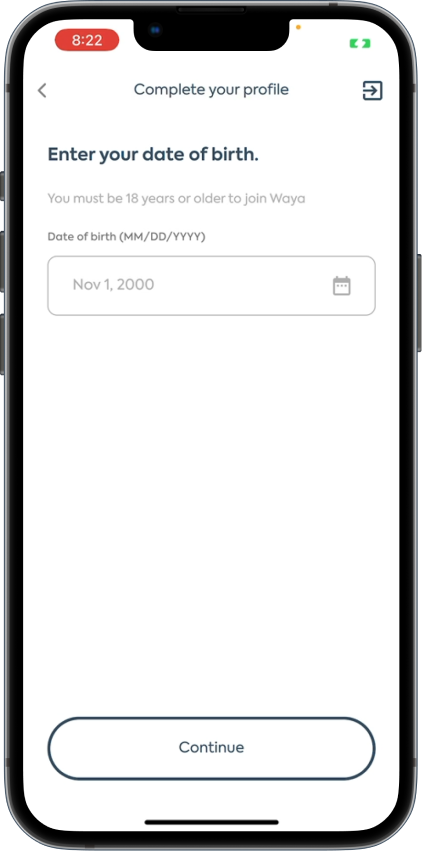 8:22
Complete your profile
Enter your date of birth.
You must be 18 years or older to join Waya
Date of birth (MM/DD/YYYY)
Nov 1, 2000
Continue